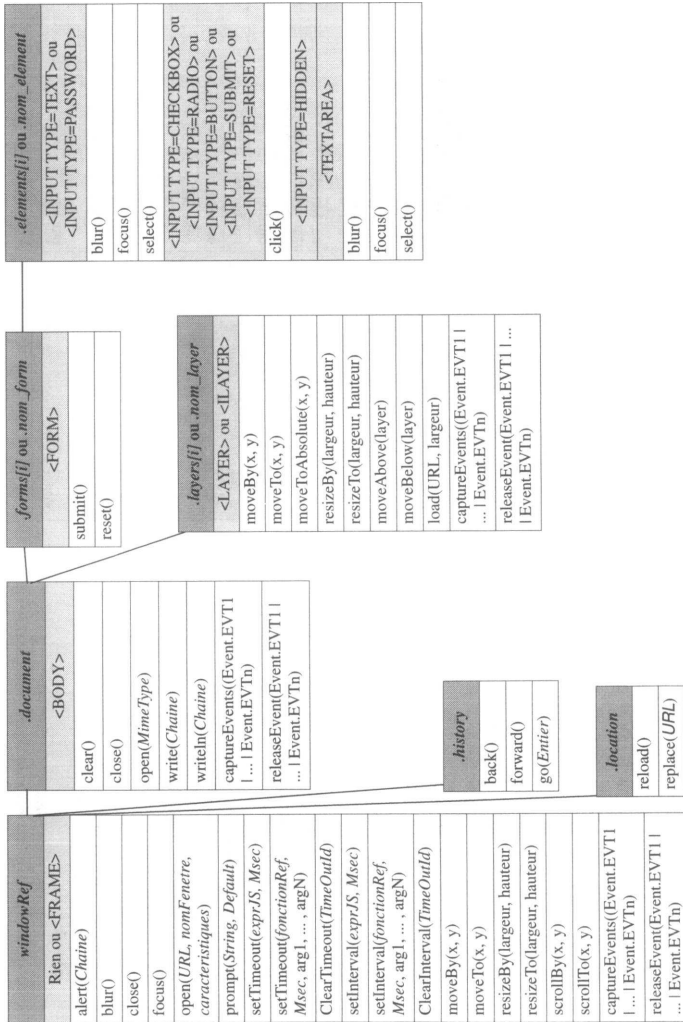 windowRef
Rien ou <FRAME>
alert(Chaine)
blur()
close()
focus()
open(URL, nomFenetre,
caracteristiques)
prompt(String, Default)
setTimeout(exprJS, Msec)
setTimeout(fonctionRef,
Msec, arg1, ... , argN)
ClearTimeout(TimeOutId)
setInterval(exprJS, Msec)
setInterval(fonctionRef,
Msec, arg1, ... , argN)
ClearInterval(TimeOutId)
moveBy(x, y)
moveTo(x, y)
resizeBy(largeur, hauteur)
resizeTo(largeur, hauteur)
scrollBy(x, y)
scrollTo(x, y)
captureEvents((Event.EVT1
| ... | Event.EVTn)
releaseEvent(Event.EVT1 |
... | Event.EVTn)
.document
<BODY>
clear()
close()
open(MimeType)
write(Chaine)
writeln(Chaine)
captureEvents((Event.EVT1
| ... | Event.EVTn)
releaseEvent(Event.EVT1 |
... | Event.EVTn)
.history
back()
forward()
go(Entier)
.location
reload()
replace(URL)
.forms[i] ou .nom_form
<FORM>
submit()
reset()
.layers[i] ou .nom_layer
<LAYER> ou <ILAYER>
moveBy(x, y)
moveTo(x, y)
moveToAbsolute(x, y)
resizeBy(largeur, hauteur)
resizeTo(largeur, hauteur)
moveAbove(layer)
moveBelow(layer)
load(URL, largeur)
captureEvents((Event.EVT1 |
... | Event.EVTn)
releaseEvent(Event.EVT1 | ...
| Event.EVTn)
.elements[i] ou .nom_element
<INPUT TYPE=TEXT> ou
<INPUT TYPE=PASSWORD>
blur()
focus()
select()
<INPUT TYPE=CHECKBOX> ou
<INPUT TYPE=RADIO> ou
<INPUT TYPE=BUTTON> ou
<INPUT TYPE=SUBMIT> ou
<INPUT TYPE=RESET>
click()
<INPUT TYPE=HIDDEN>
<TEXTAREA>
blur()
focus()
select()